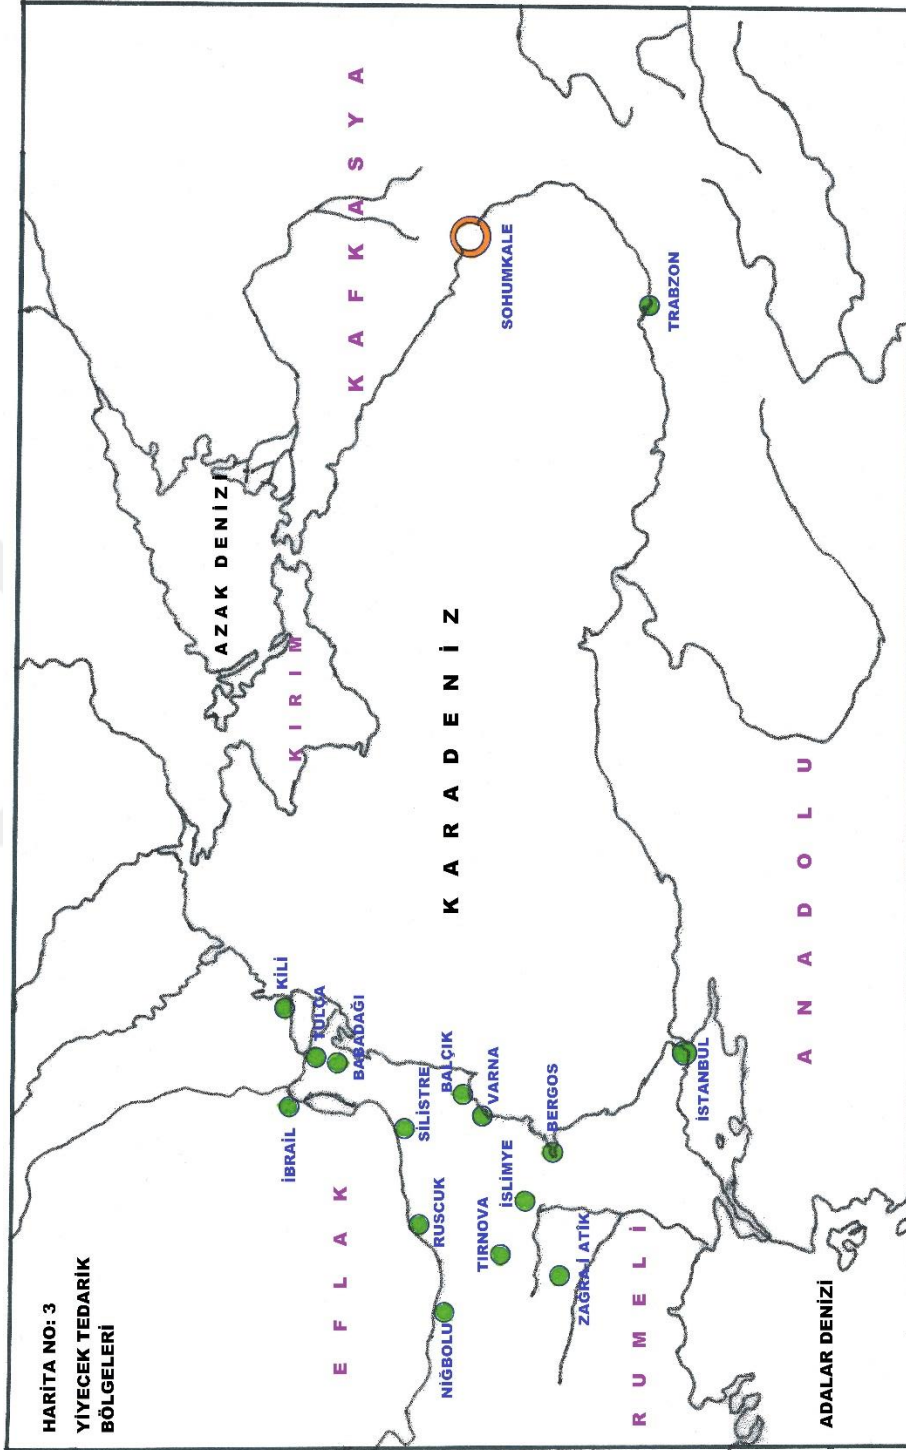 HARİTA NO: 3
YİYECEK TEDARİK
BÖLGELERİ
AZAK DENİZİ
KAFKASYA
KIRIM
KARADENİZ
SOHUMKALE
TRABZON
KİLİ
TULÇA
BABADAĞI
İBRAİL
EFLAK
SİLİSTRE
BALÇIK
VARNA
RUSCUK
NİĞBOLU
TIRNOVA
İSLİMYE
BERGOS
ZAĞRA-İ ATİK
RUMELİ
İSTANBUL
ANADOLU
ADALAR DENİZİ